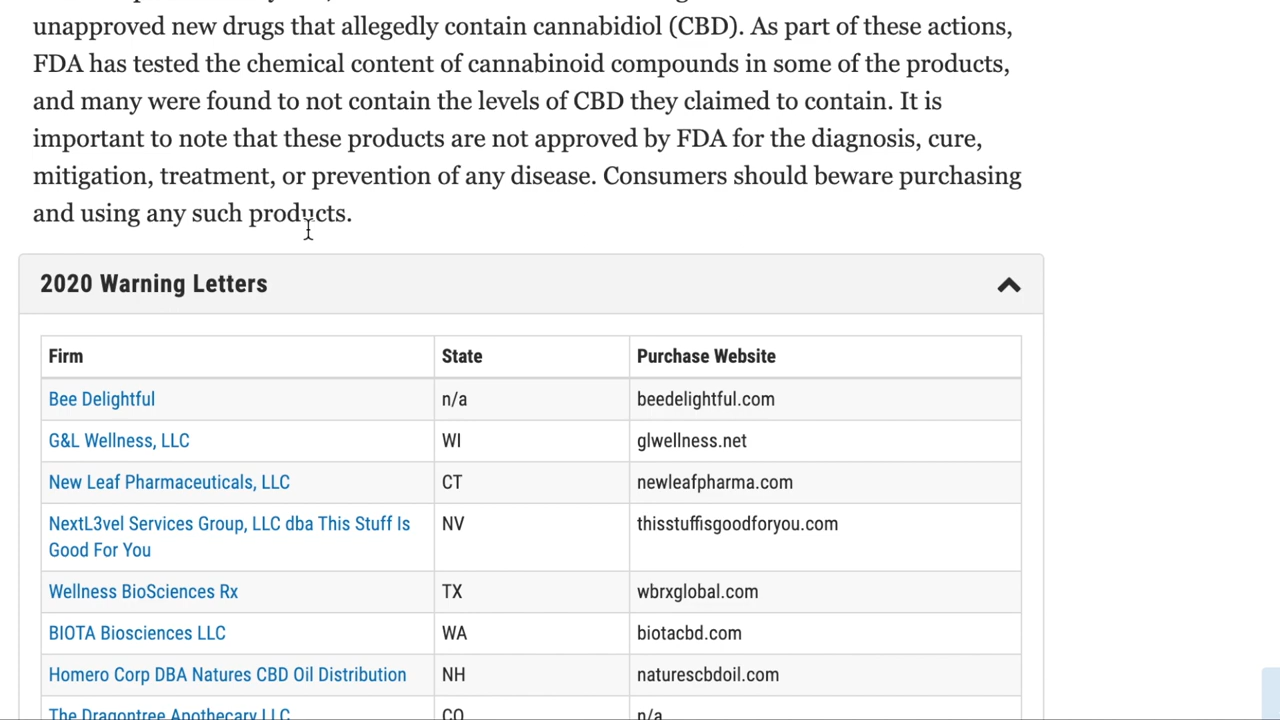 unapproved new drugs that allegedly contain cannabidiol (CBD). As part of these actions,
FDA has tested the chemical content of cannabinoid compounds in some of the products,
and many were found to not contain the levels of CBD they claimed to contain. It is
important to note that these products are not approved by FDA for the diagnosis, cure,
mitigation, treatment, or prevention of any disease. Consumers should beware purchasing
and using any such products.
2020 Warning Letters
Firm State Purchase Website
Bee Delightful n/a beedelightful.com
G&L Wellness, LLC WI glwellness.net
New Leaf Pharmaceuticals, LLC CT newleafpharma.com
NextL3vel Services Group, LLC dba This Stuff Is NV thisstuffisgoodforyou.com
Good For You
Wellness BioSciences Rx TX wbrxglobal.com
BIOTA Biosciences LLC WA biotacbd.com
Homero Corp DBA Natures CBD Oil Distribution NH naturescbdoil.com
The Dragontree Apothecary LLC CO n/a